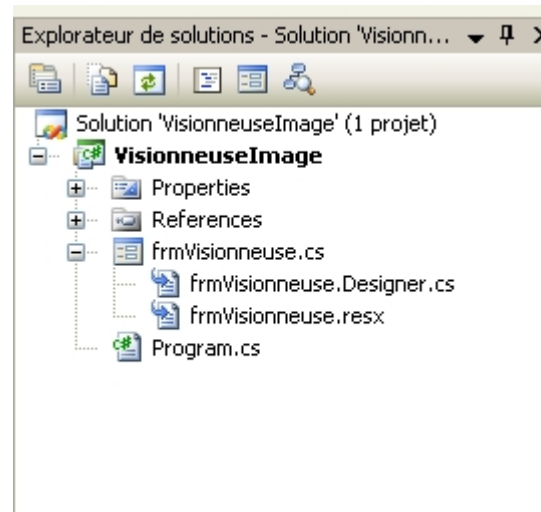 Explorateur de solutions - Solution 'Visionn...
Solution 'VisionneuseImage' (1 projet)
VisionneuseImage
Properties
References
frmVisionneuse.cs
frmVisionneuse.Designer.cs
frmVisionneuse.resx
Program.cs